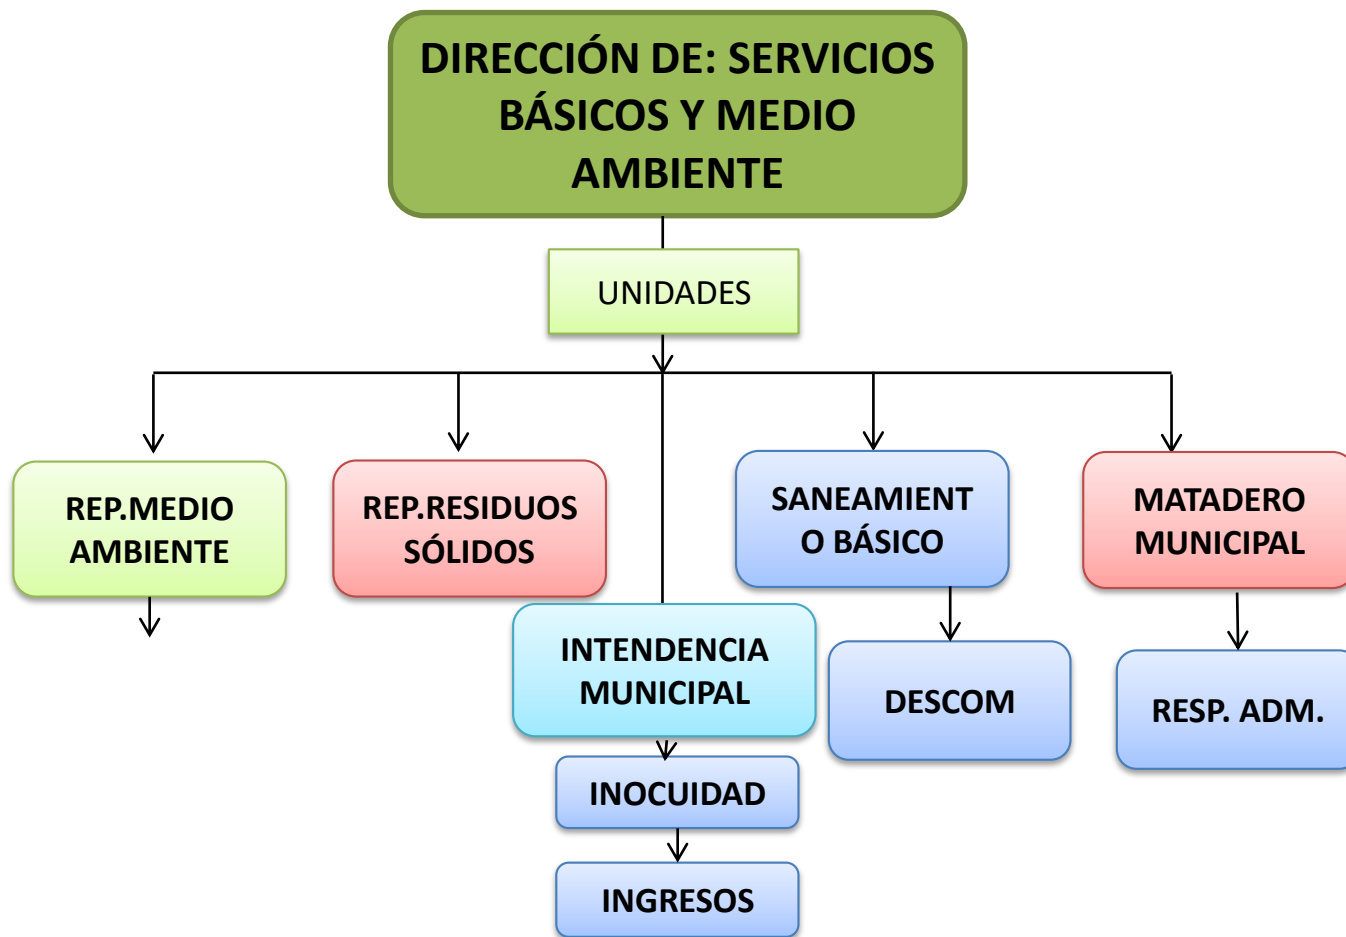 DIRECCIÓN DE: SERVICIOS
BÁSICOS Y MEDIO
AMBIENTE
UNIDADES
REP.MEDIO
AMBIENTE
REP.RESIDUOS
SÓLIDOS
SANEAMIENT
O BÁSICO
MATADERO
MUNICIPAL
INTENDENCIA
MUNICIPAL
DESCOM
RESP. ADM.
INOCUIDAD
INGRESOS